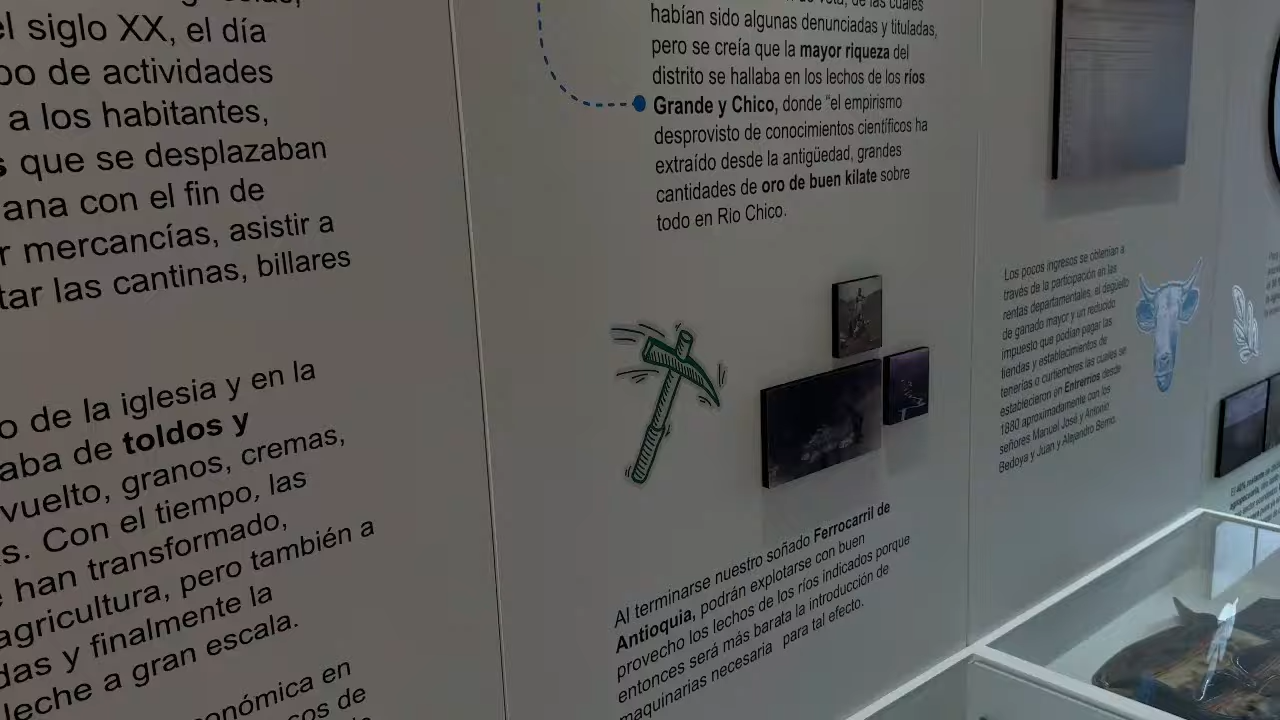 el siglo XX, el día
de actividades
a los habitantes,
que se desplazaban
con el fin de
mercancías, asistir a
las cantinas, billares
de la iglesia y en la
de toldos y
vuelto, granos, cremas,
Con el tiempo, las
han transformado,
agricultura, pero también a
y finalmente la
leche a gran escala.
en
de
de las cuales
habían sido algunas denunciadas y tituladas,
pero se creía que la mayor riqueza del
distrito se hallaba en los lechos de los ríos
Grande y Chico, donde "el empirismo
desprovisto de conocimientos científicos ha
extraído desde la antigüedad, grandes
cantidades de oro de buen kilate sobre
todo en Rio Chico.
Al terminarse nuestro soñado Ferrocarril de
Antioquia, podrán explotarse con buen
provecho los lechos de los ríos indicados porque
entonces será más barata la introducción de
maquinarias necesaria para tal efecto.
Los pocos ingresos se obtenían a
través de la participación en las
rentas departamentales, el degüello
de ganado mayor y un reducido
impuesto que podían pagar las
tiendas y establecimientos de
tenerías o curtiembres las cuales se
establecieron en Entrerrios desde
1880 aproximadamente con los
señores Manuel José y Antonio
Bedoya y Juan y Alejandro Berrio.